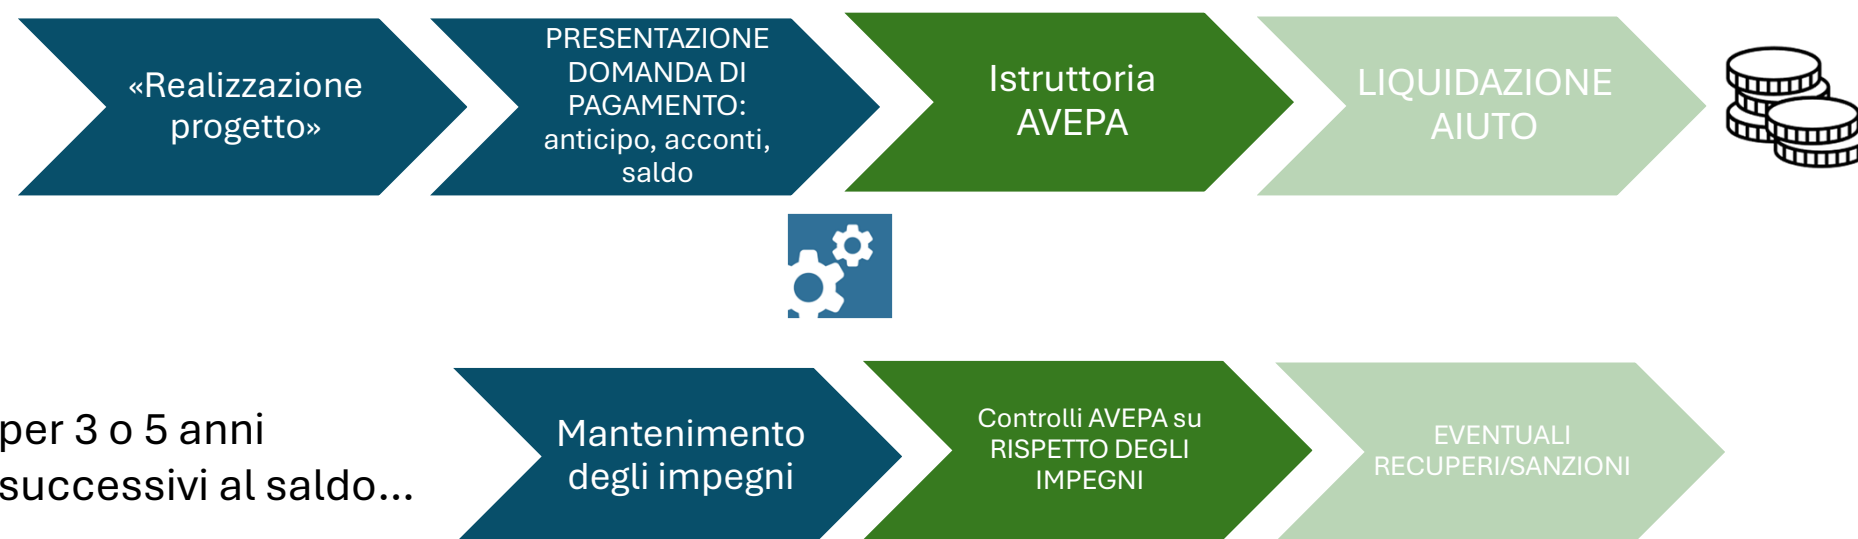 «Realizzazione
progetto»
PRESENTAZIONE
DOMANDA DI
PAGAMENTO:
anticipo, acconti,
saldo
Istruttoria
AVEPA
LIQUIDAZIONE
AIUTO
per 3 o 5 anni
successivi al saldo...
Mantenimento
degli impegni
Controlli AVEPA su
RISPETTO DEGLI
IMPEGNI
EVENTUALI
RECUPERI/SANZIONI